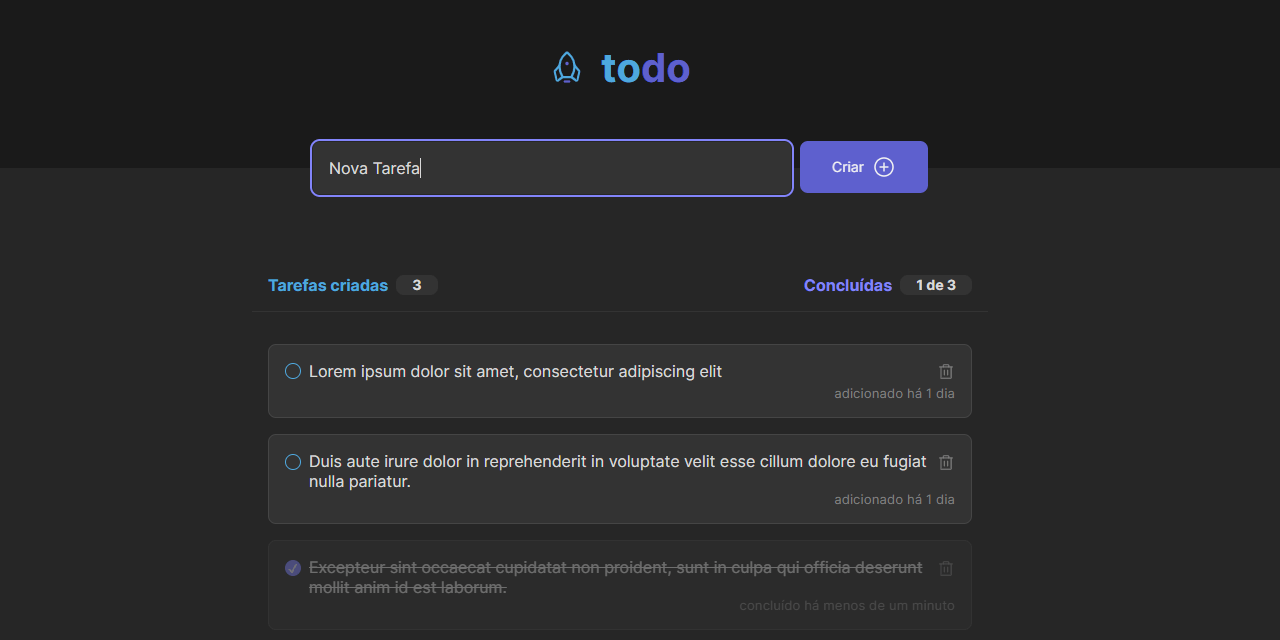 todo
Nova Tarefa
Criar
Tarefas criadas 3
Concluídas 1 de 3
Lorem ipsum dolor sit amet, consectetur adipiscing elit
adicionado há 1 dia
Duis aute irure dolor in reprehenderit in voluptate velit esse cillum dolore eu fugiat
nulla pariatur.
adicionado há 1 dia
Excepteur sint occaecat cupidatat non proident, sunt in culpa qui officia deserunt
mollit anim id est laborum.
concluído há menos de um minuto